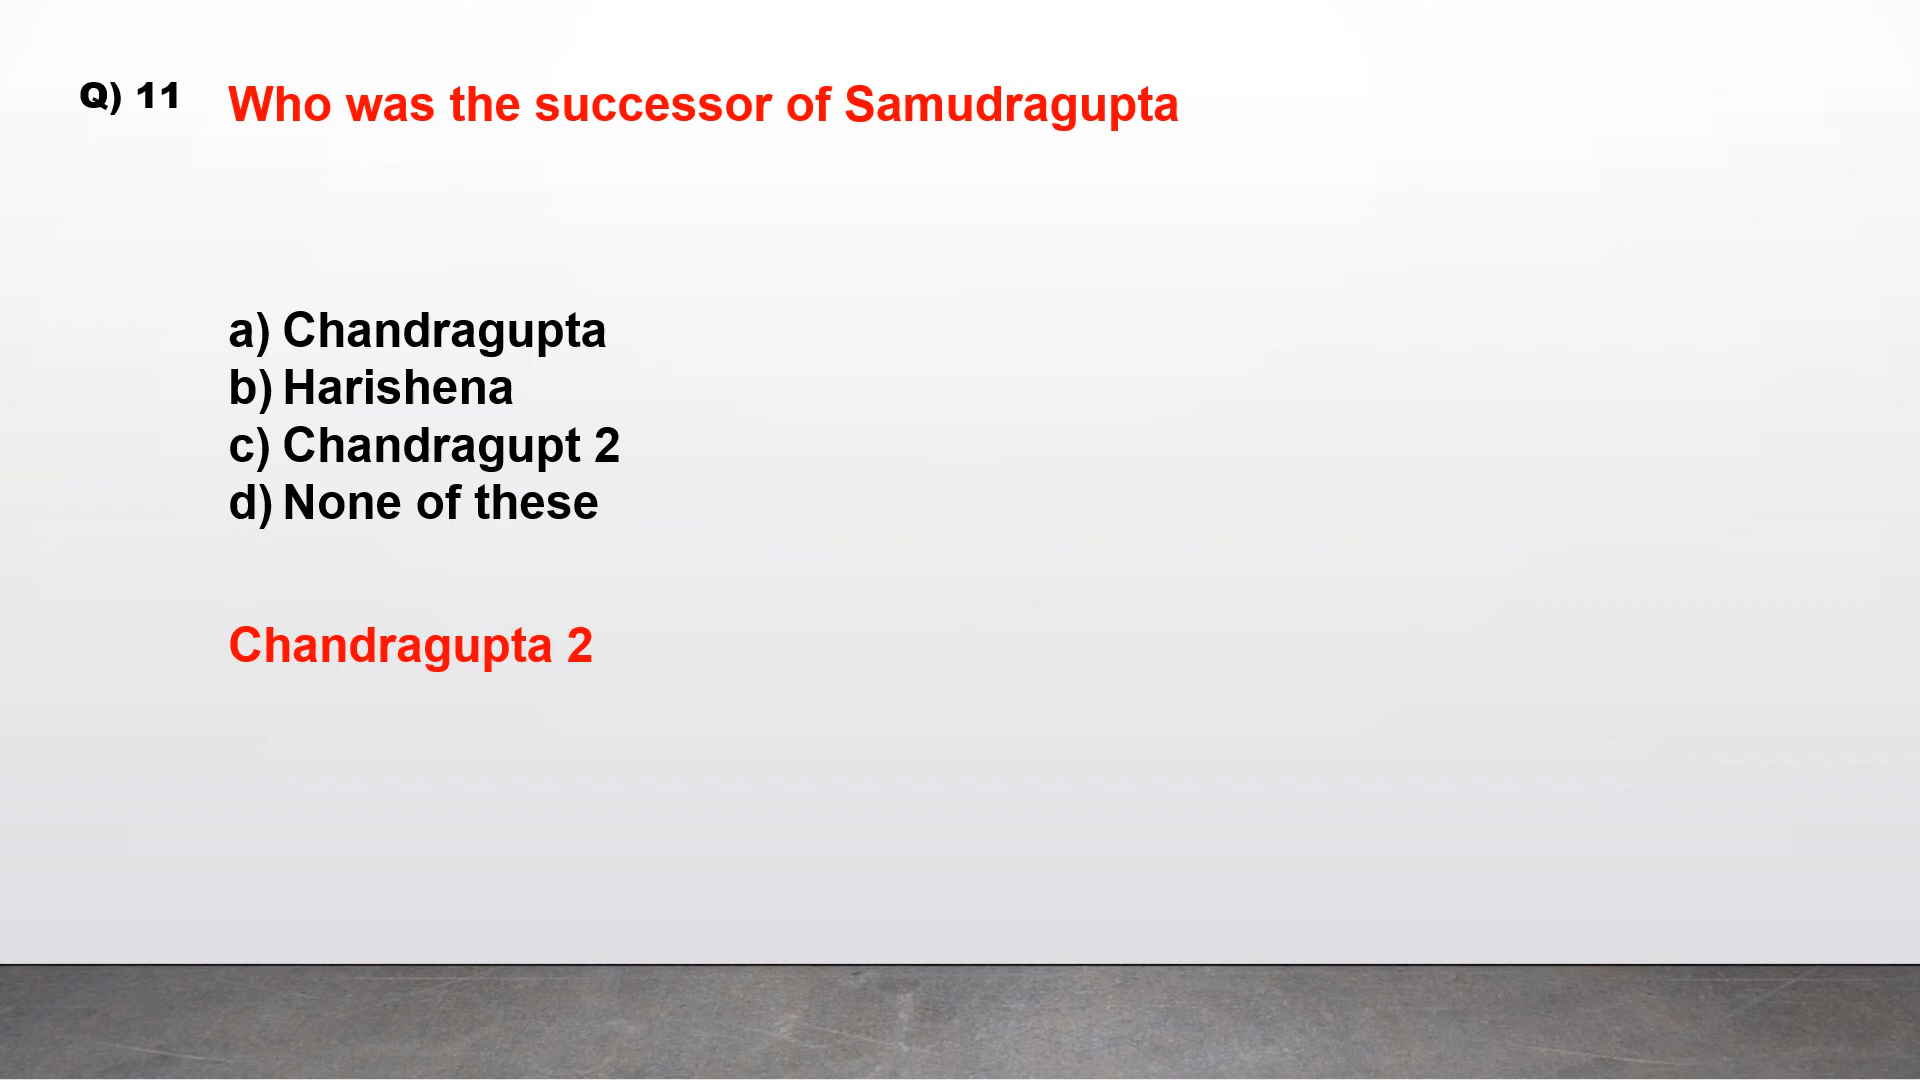 Q) 11 Who was the successor of Samudragupta
a) Chandragupta
b) Harishena
c) Chandragupt 2
d) None of these
Chandragupta 2